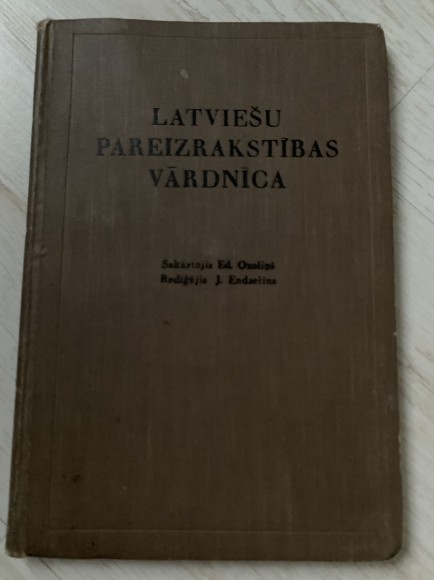 LATVIEŠU
PAREIZRAKSTĪBAS
VĀRDNĪCA
Sakārtojis Ed. Ozoliņš
Rediģējis J. Endzelīns